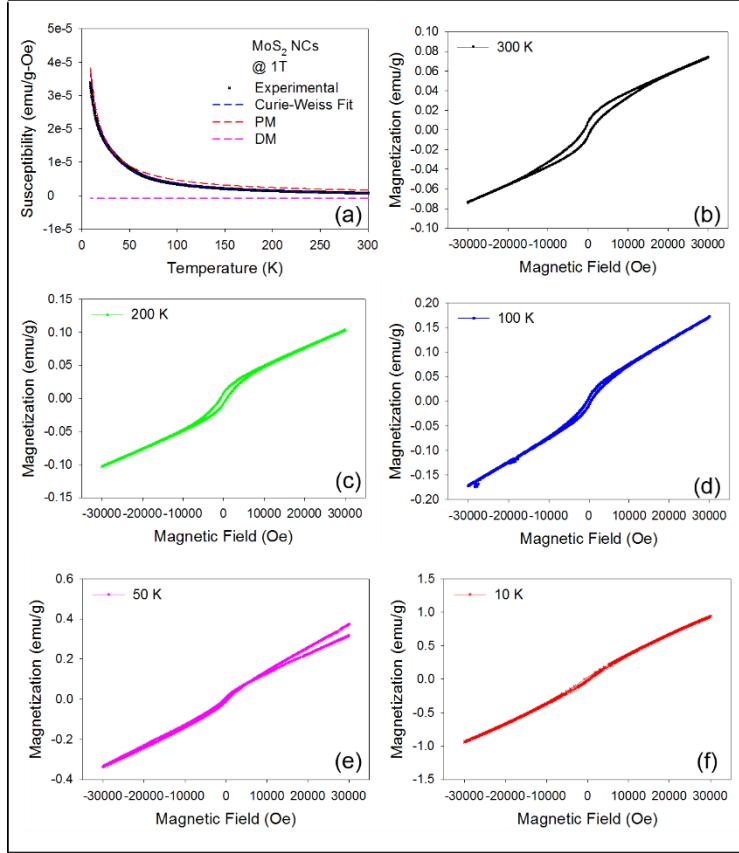 5e-5
4e-5
3e-5
2e-5
1e-5
0
-1e-5
Susceptibility (emu/g-Oe)
MoS₂ NCs
@ 1T
Experimental
Curie-Weiss Fit
PM
DM
(a)
0 50 100 150 200 250 300
Temperature (K)
0.10
0.08
0.06
0.04
0.02
0.00
-0.02
-0.04
-0.06
-0.08
-0.10
Magnetization (emu/g)
300 K
(b)
-30000 -20000 -10000 0 10000 20000 30000
Magnetic Field (Oe)
0.15
0.10
0.05
0.00
-0.05
-0.10
-0.15
Magnetization (emu/g)
200 K
(c)
-30000 -20000 -10000 0 10000 20000 30000
Magnetic Field (Oe)
0.20
0.15
0.10
0.05
0.00
-0.05
-0.10
-0.15
-0.20
Magnetization (emu/g)
100 K
(d)
-30000 -20000 -10000 0 10000 20000 30000
Magnetic Field (Oe)
0.6
0.4
0.2
0.0
-0.2
-0.4
Magnetization (emu/g)
50 K
(e)
-30000 -20000 -10000 0 10000 20000 30000
Magnetic Field (Oe)
1.5
1.0
0.5
0.0
-0.5
-1.0
-1.5
Magnetization (emu/g)
10 K
(f)
-30000 -20000 -10000 0 10000 20000 30000
Magnetic Field (Oe)